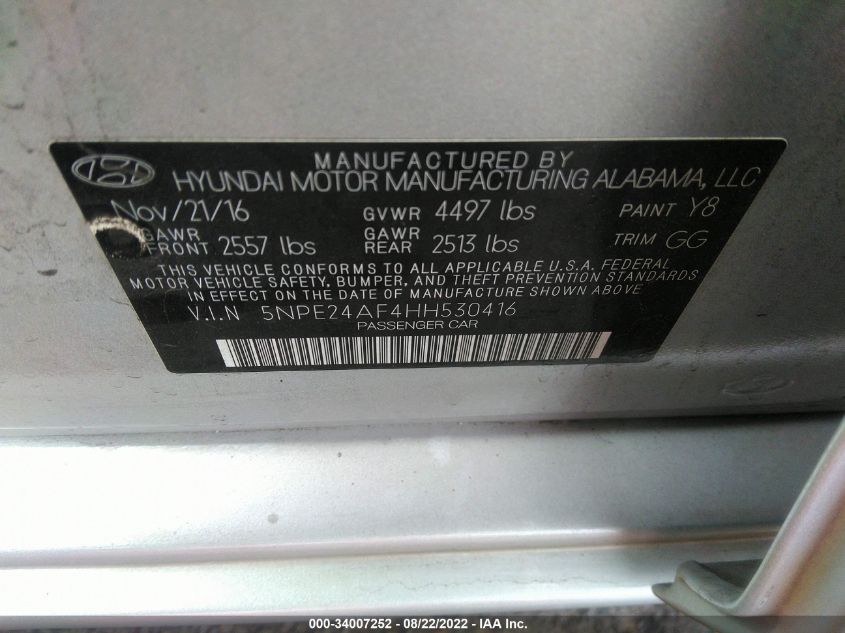 MANUFACTURED BY
HYUNDAI MOTOR MANUFACTURING ALABAMA, LLC
Nov/21/16 GVWR 4497 lbs PAINT Y8
GAWR FRONT 2557 lbs GAWR REAR 2513 lbs TRIM GG
THIS VEHICLE CONFORMS TO ALL APPLICABLE U.S.A. FEDERAL
MOTOR VEHICLE SAFETY, BUMPER, AND THEFT PREVENTION STANDARDS
IN EFFECT ON THE DATE OF MANUFACTURE SHOWN ABOVE
V.I.N 5NPE24AF4HH530416
PASSENGER CAR
000-34007252 - 08/22/2022 - IAA Inc.